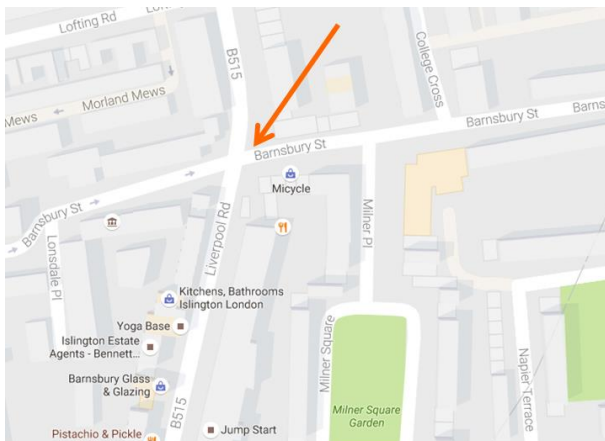 Lofting Rd
B515
College Cross
Morland Mews
Mews
Barnsbury St
Barns
Barnsbury St
Micycle
Barnsbury St
Liverpool Rd
Milner Pl
Lonsdale Pl
Kitchens, Bathrooms
Islington London
Yoga Base
Islington Estate
Agents - Bennett...
Milner Square
Napier Terrace
Barnsbury Glass
& Glazing
B515
Milner Square
Garden
Pistachio & Pickle
Jump Start